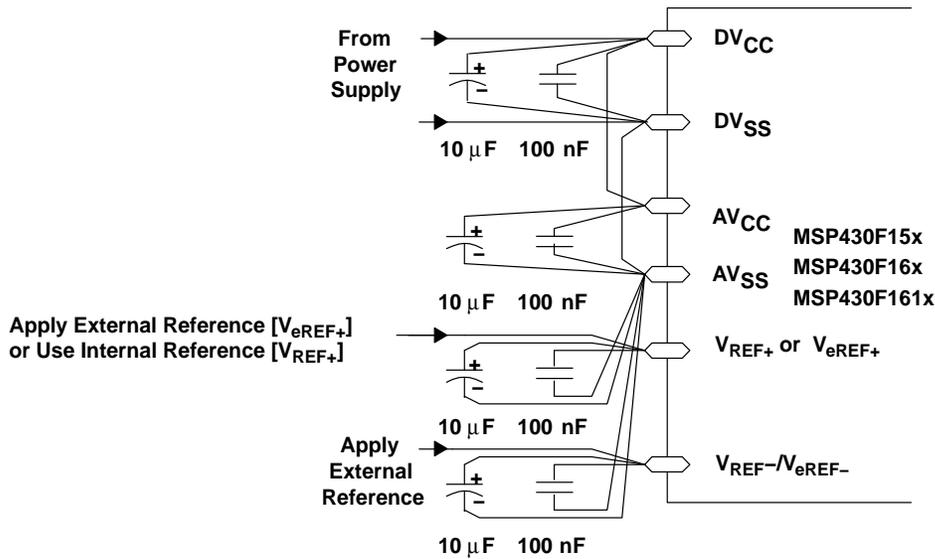 From
Power
Supply
+
−
DVCC
DVSS
10 μF 100 nF
+
−
AVCC
AVSS
MSP430F15x
MSP430F16x
MSP430F161x
10 μF 100 nF
Apply External Reference [VeREF+]
or Use Internal Reference [VREF+]
+
−
VREF+ or VeREF+
10 μF 100 nF
Apply
External
Reference
+
−
VREF−/VeREF−
10 μF 100 nF